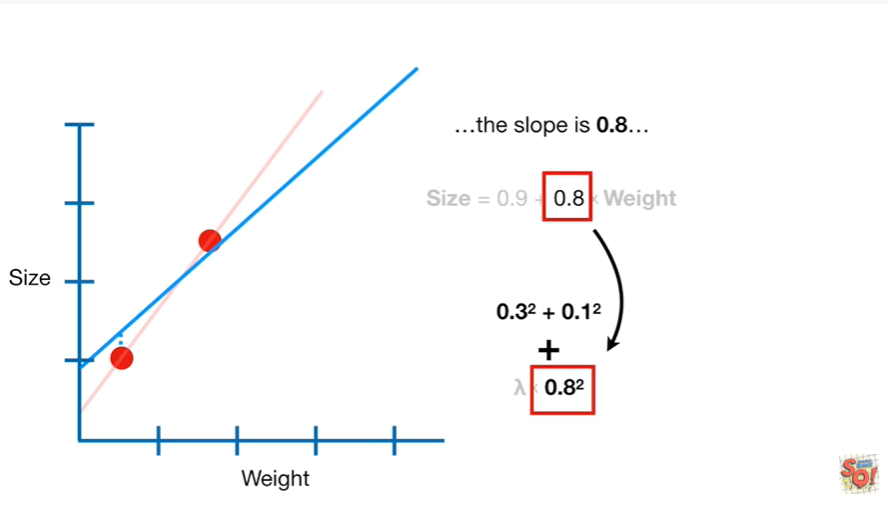 ...the slope is 0.8...
Size = 0.9 + 0.8 × Weight
Size
0.3² + 0.1²
+
λ × 0.8²
Weight
SO!